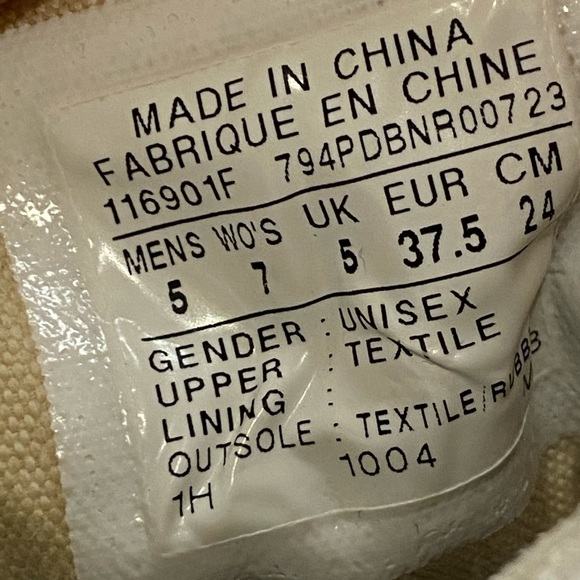 MADE IN CHINA
FABRIQUE EN CHINE
116901F 794PDBNR00723
MENS WO'S UK EUR CM
5 7 5 37.5 24
GENDER : UNISEX
UPPER : TEXTILE
LINING :
OUTSOLE : TEXTILE/
1H 1004